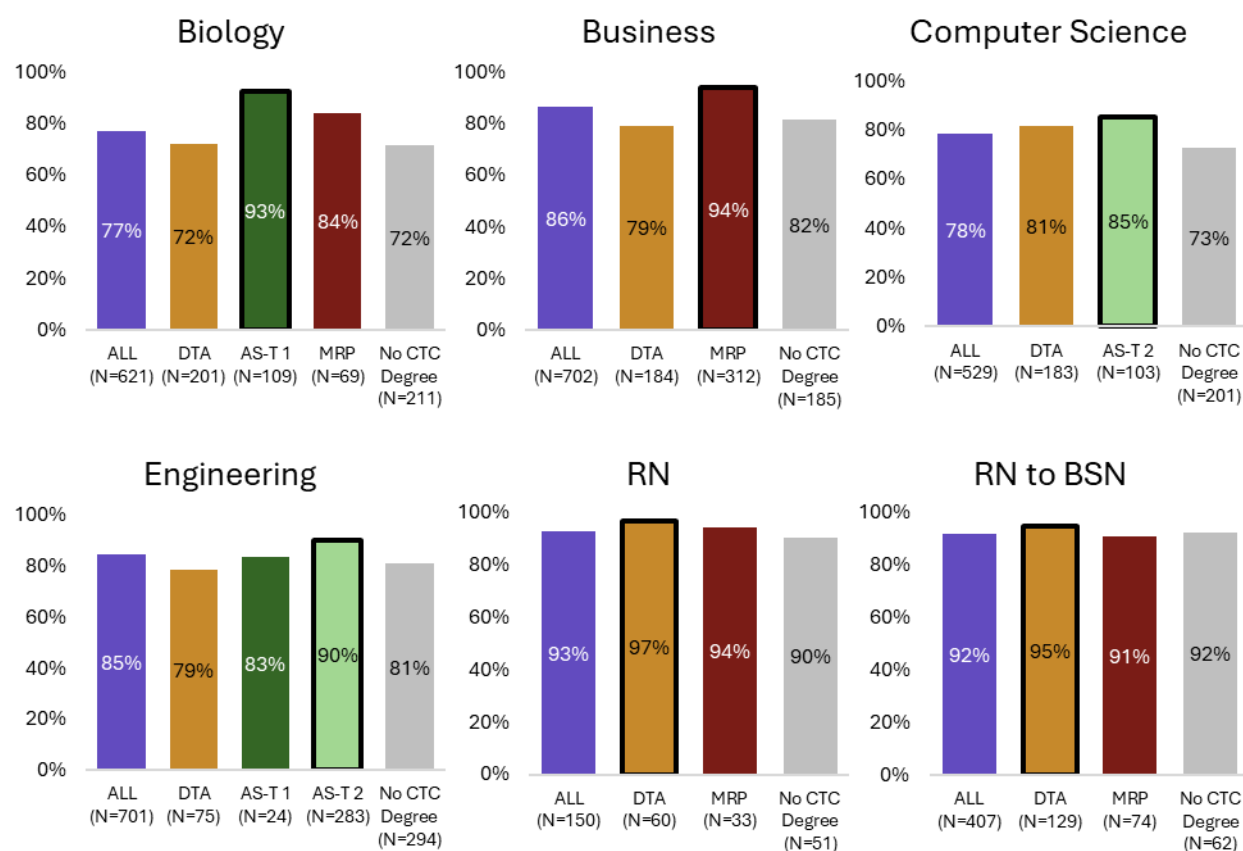 Biology
100%
80%
60%
40%
20%
0%
77%
72%
93%
84%
72%
ALL
(N=621)
DTA
(N=201)
AS-T 1
(N=109)
MRP
(N=69)
No CTC
Degree
(N=211)
Business
100%
80%
60%
40%
20%
0%
86%
79%
94%
82%
ALL
(N=702)
DTA
(N=184)
MRP
(N=312)
No CTC
Degree
(N=185)
Computer Science
100%
80%
60%
40%
20%
0%
78%
81%
85%
73%
ALL
(N=529)
DTA
(N=183)
AS-T 2
(N=103)
No CTC
Degree
(N=201)
Engineering
100%
80%
60%
40%
20%
0%
85%
79%
83%
90%
81%
ALL
(N=701)
DTA
(N=75)
AS-T 1
(N=24)
AS-T 2
(N=283)
No CTC
Degree
(N=294)
RN
100%
80%
60%
40%
20%
0%
93%
97%
94%
90%
ALL
(N=150)
DTA
(N=60)
MRP
(N=33)
No CTC
Degree
(N=51)
RN to BSN
100%
80%
60%
40%
20%
0%
92%
95%
91%
92%
ALL
(N=407)
DTA
(N=129)
MRP
(N=74)
No CTC
Degree
(N=62)